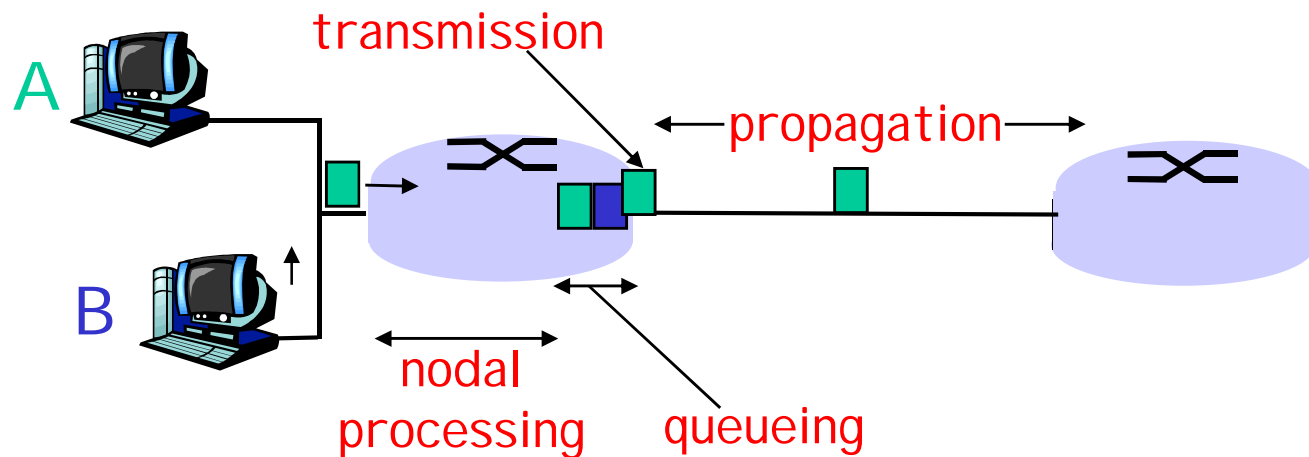 transmission
A
propagation
B
nodal
processing
queueing